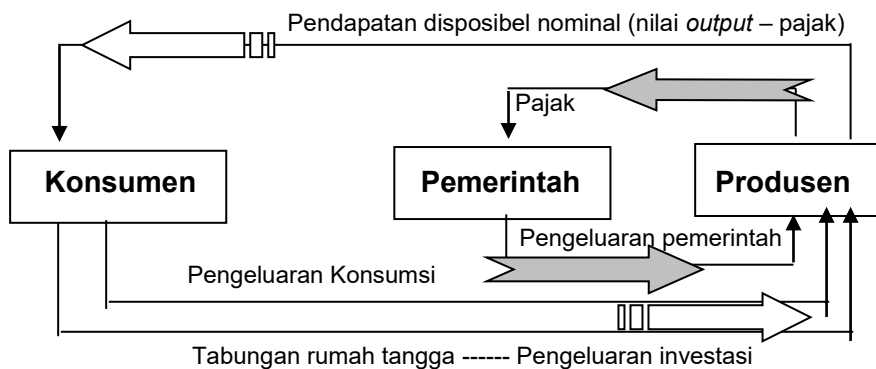 Pendapatan disposibel nominal (nilai output – pajak)
Pajak
Konsumen
Pemerintah
Produsen
Pengeluaran pemerintah
Pengeluaran Konsumsi
Tabungan rumah tangga ------ Pengeluaran investasi